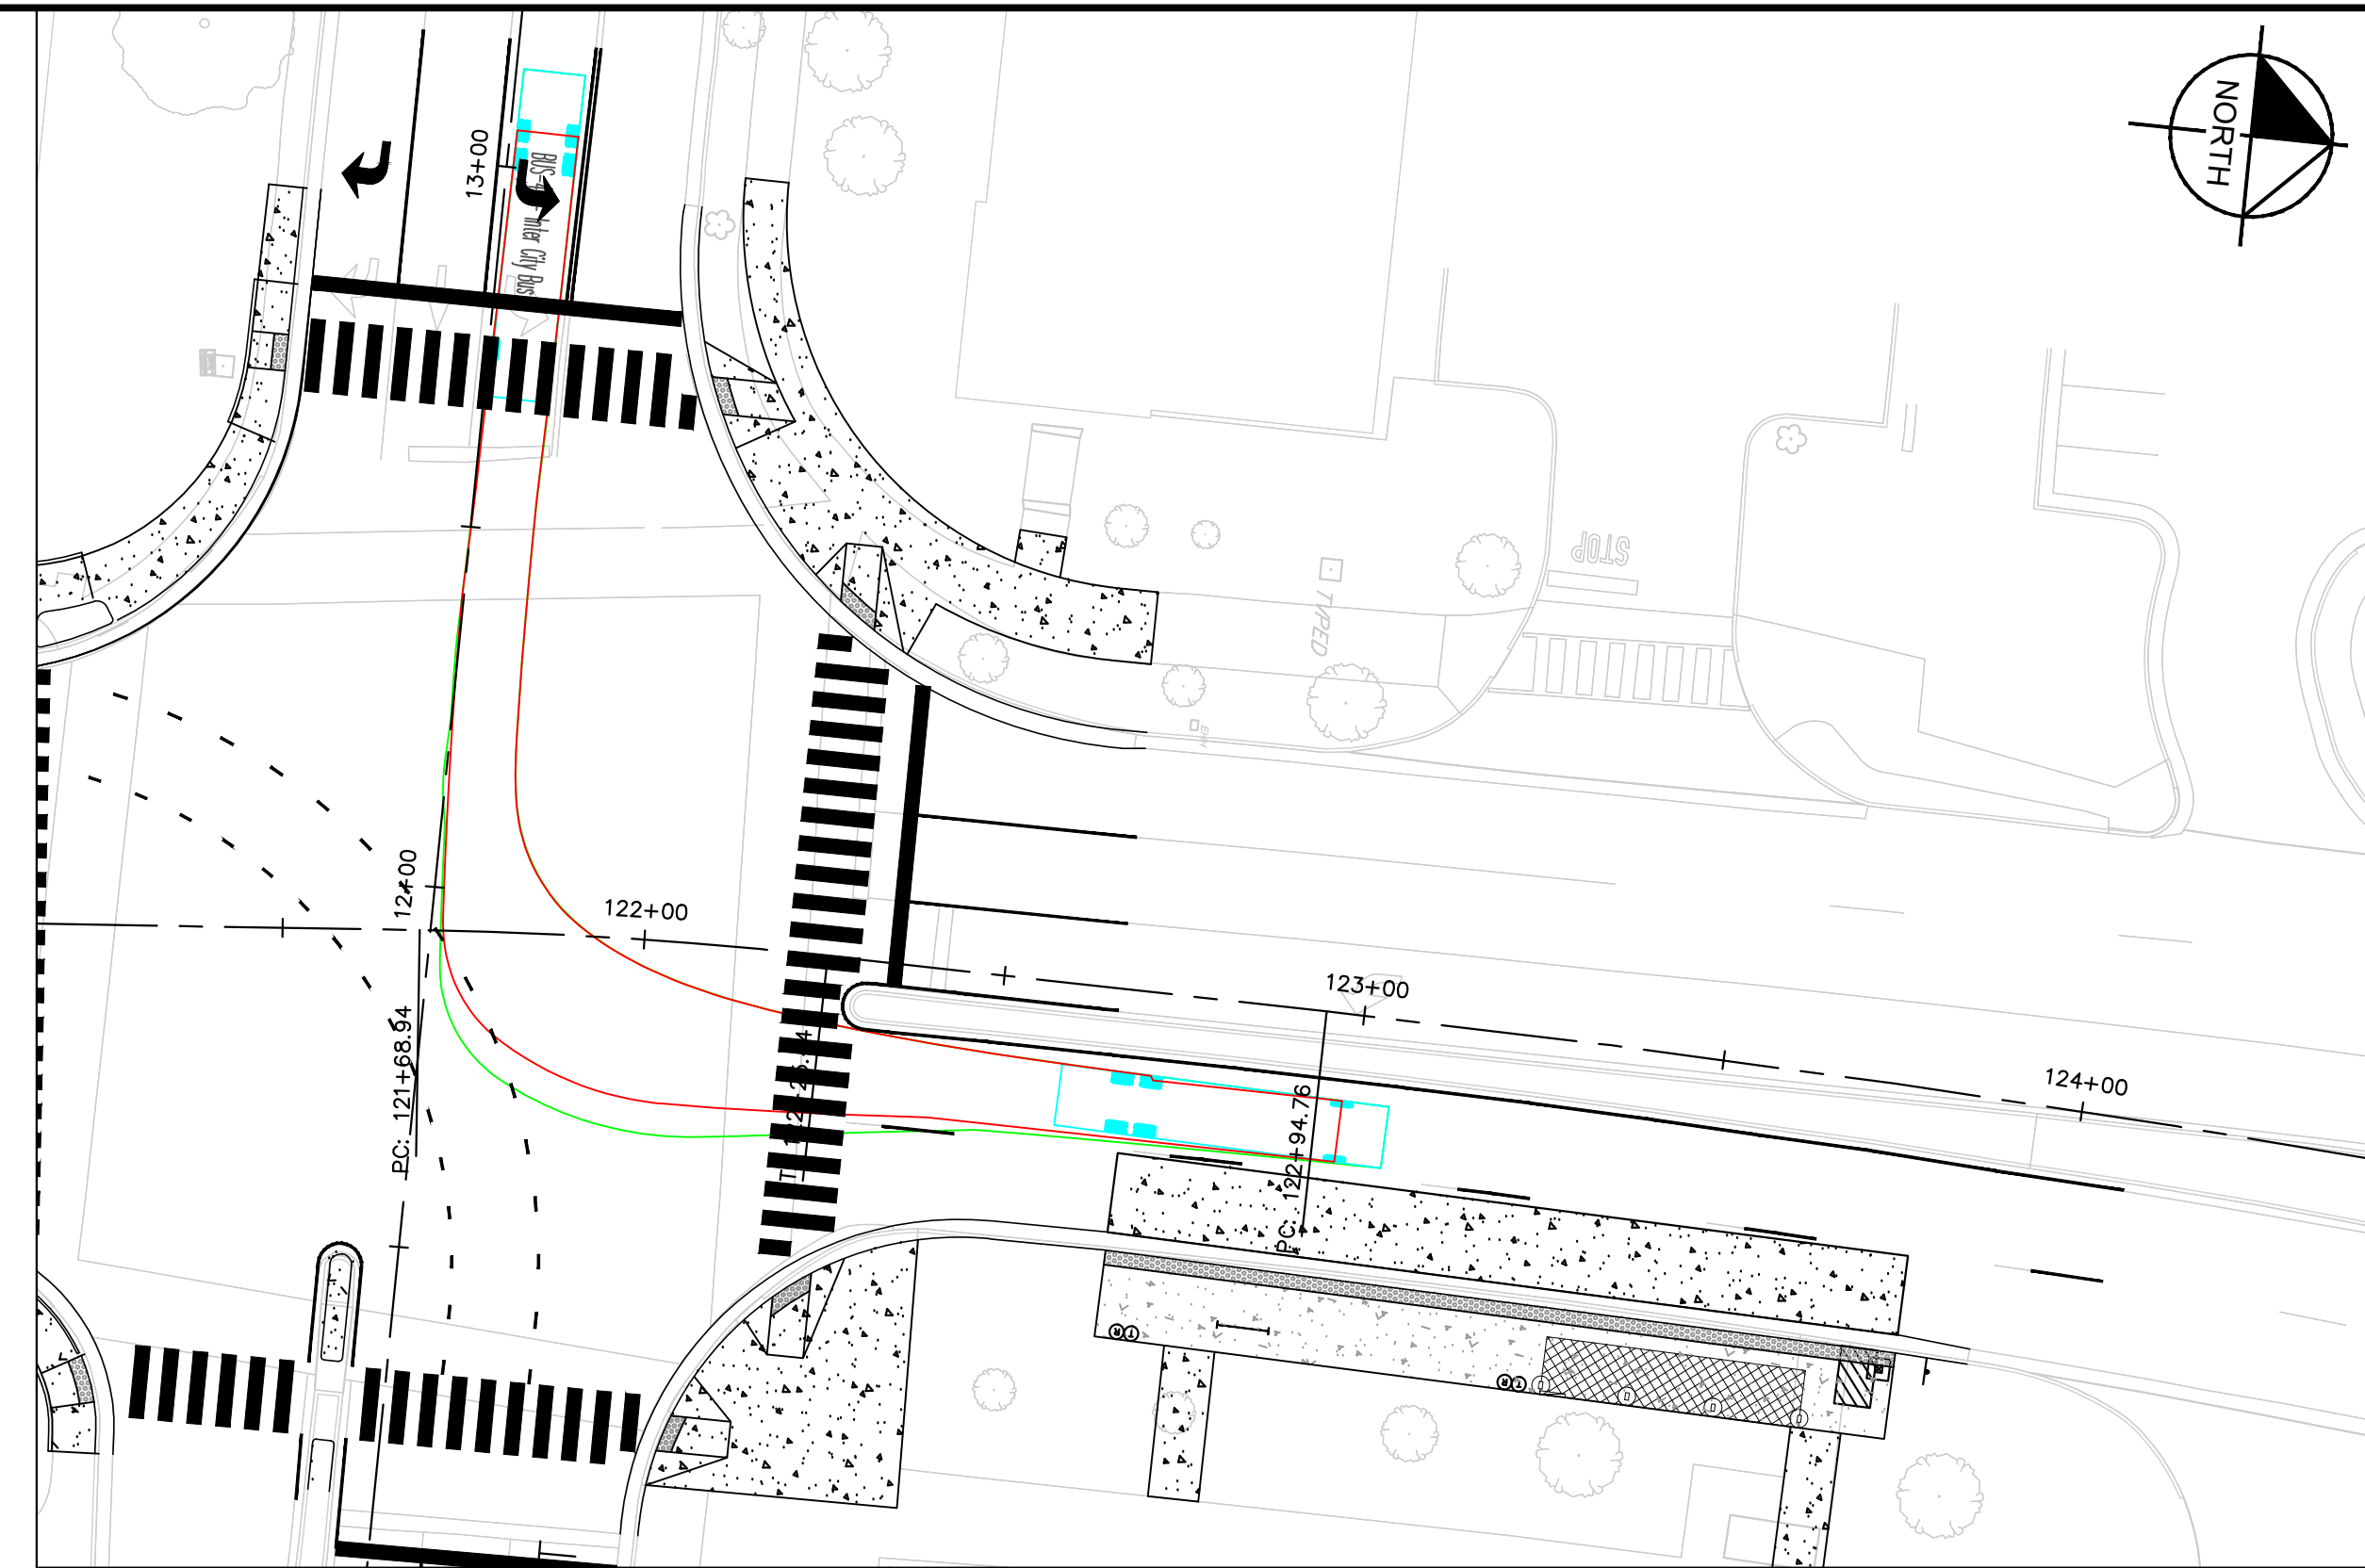 NORTH
13+00
Inter City Bus
STOP
T/PED
EHH
12+00
122+00
123+00
124+00
PC: 121+68.94
PC: 122+94.76
T R
T R